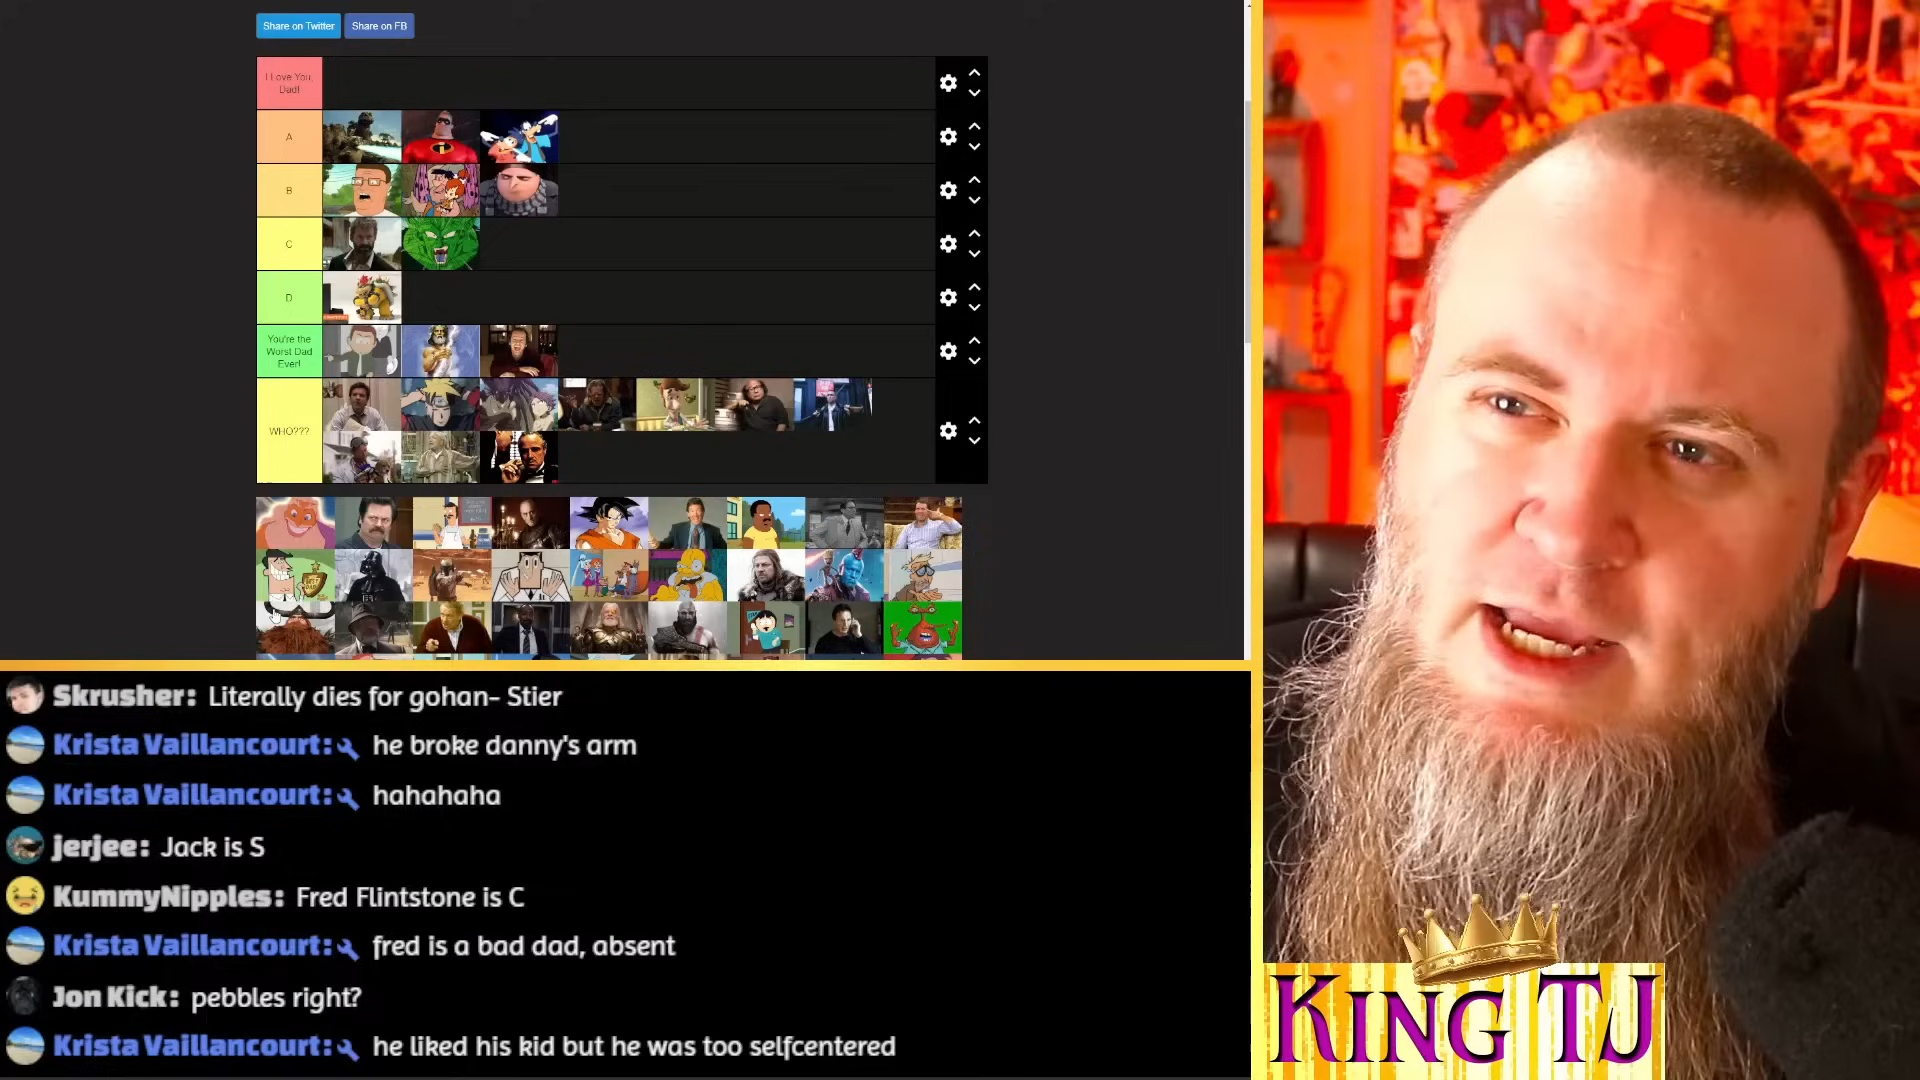 Share on Twitter Share on FB
I Love You,
Dad!
A
B
C
D
You're the
Worst Dad
Ever!
WHO???
Skrusher: Literally dies for gohan- Stier
Krista Vaillancourt: he broke danny's arm
Krista Vaillancourt: hahahaha
jerjee: Jack is S
KummyNipples: Fred Flintstone is C
Krista Vaillancourt: fred is a bad dad, absent
Jon Kick: pebbles right?
Krista Vaillancourt: he liked his kid but he was too selfcentered
KING TJ